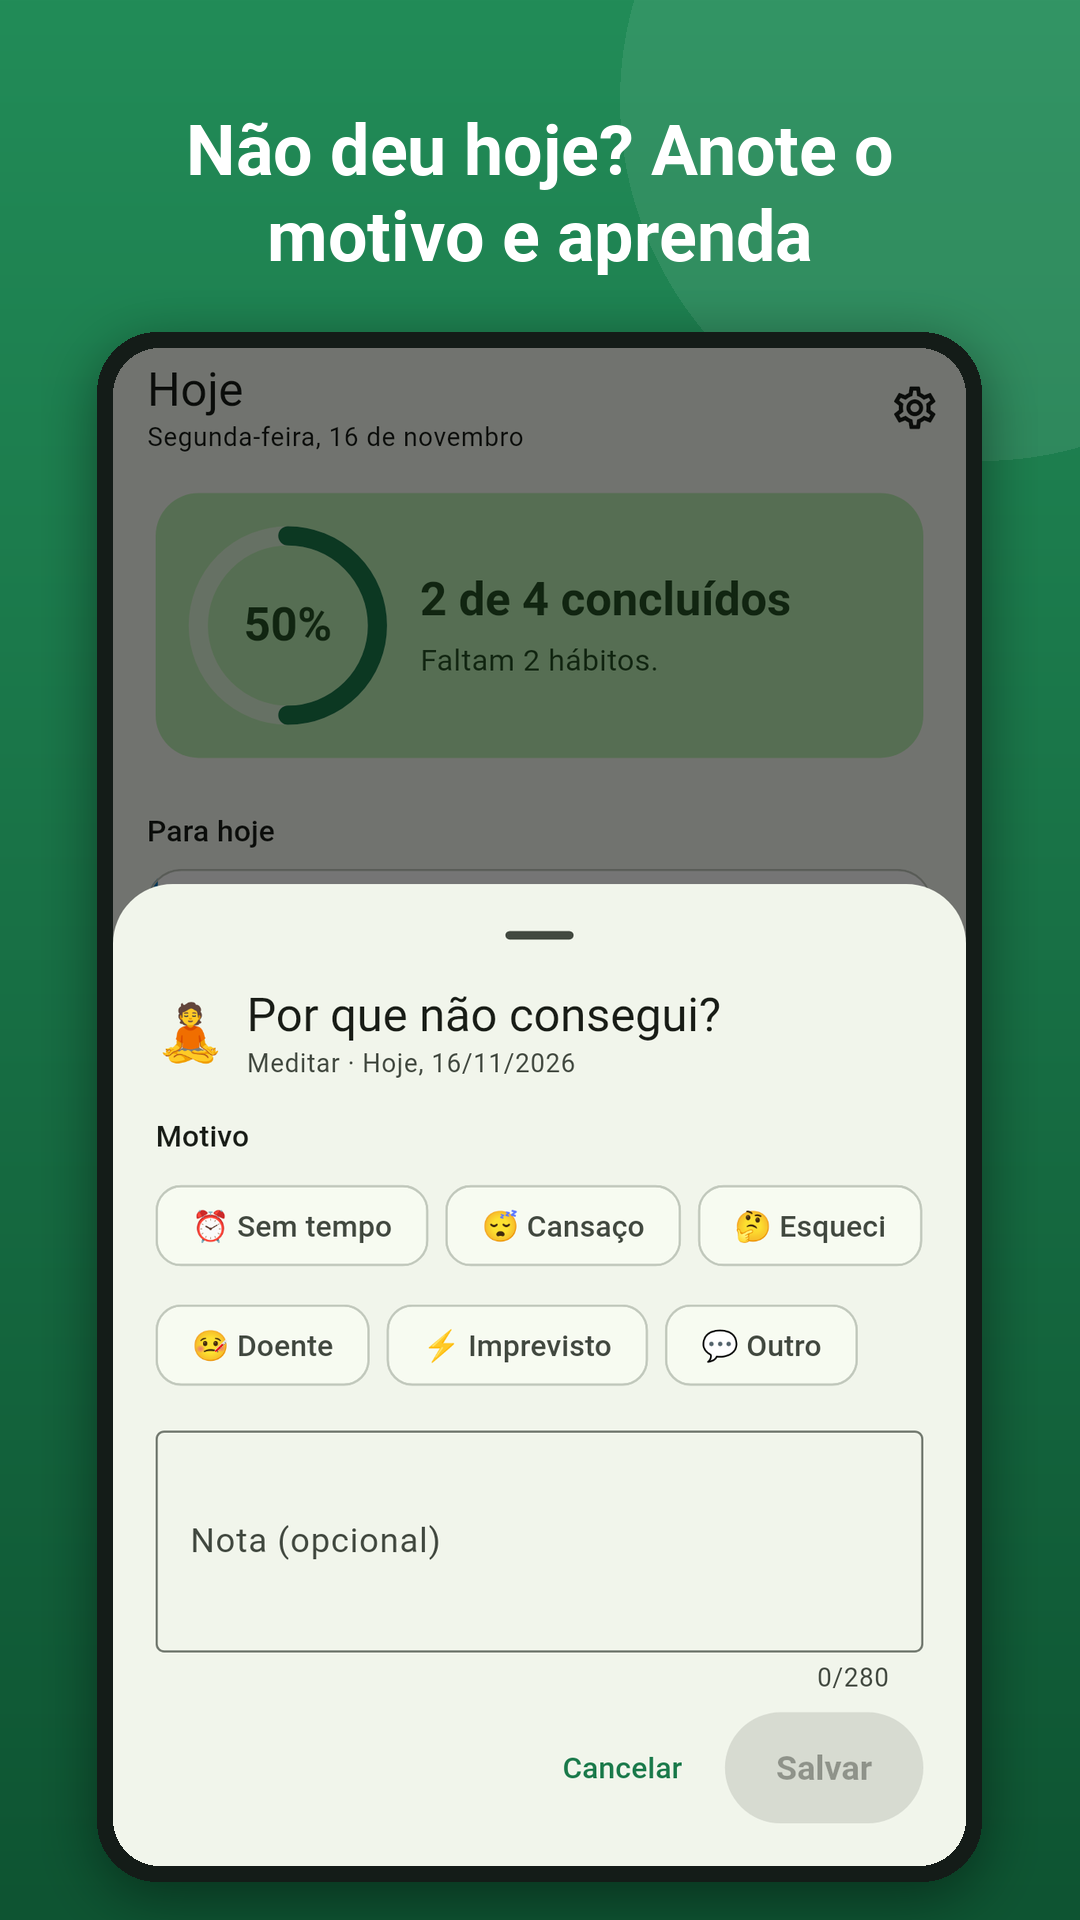 Não deu hoje? Anote o
motivo e aprenda
Hoje
Segunda-feira, 16 de novembro
50%
2 de 4 concluídos
Faltam 2 hábitos.
Para hoje
Por que não consegui?
Meditar · Hoje, 16/11/2026
Motivo
⏰ Sem tempo
😴 Cansaço
🤔 Esqueci
🤒 Doente
⚡ Imprevisto
💬 Outro
Nota (opcional)
0/280
Cancelar
Salvar